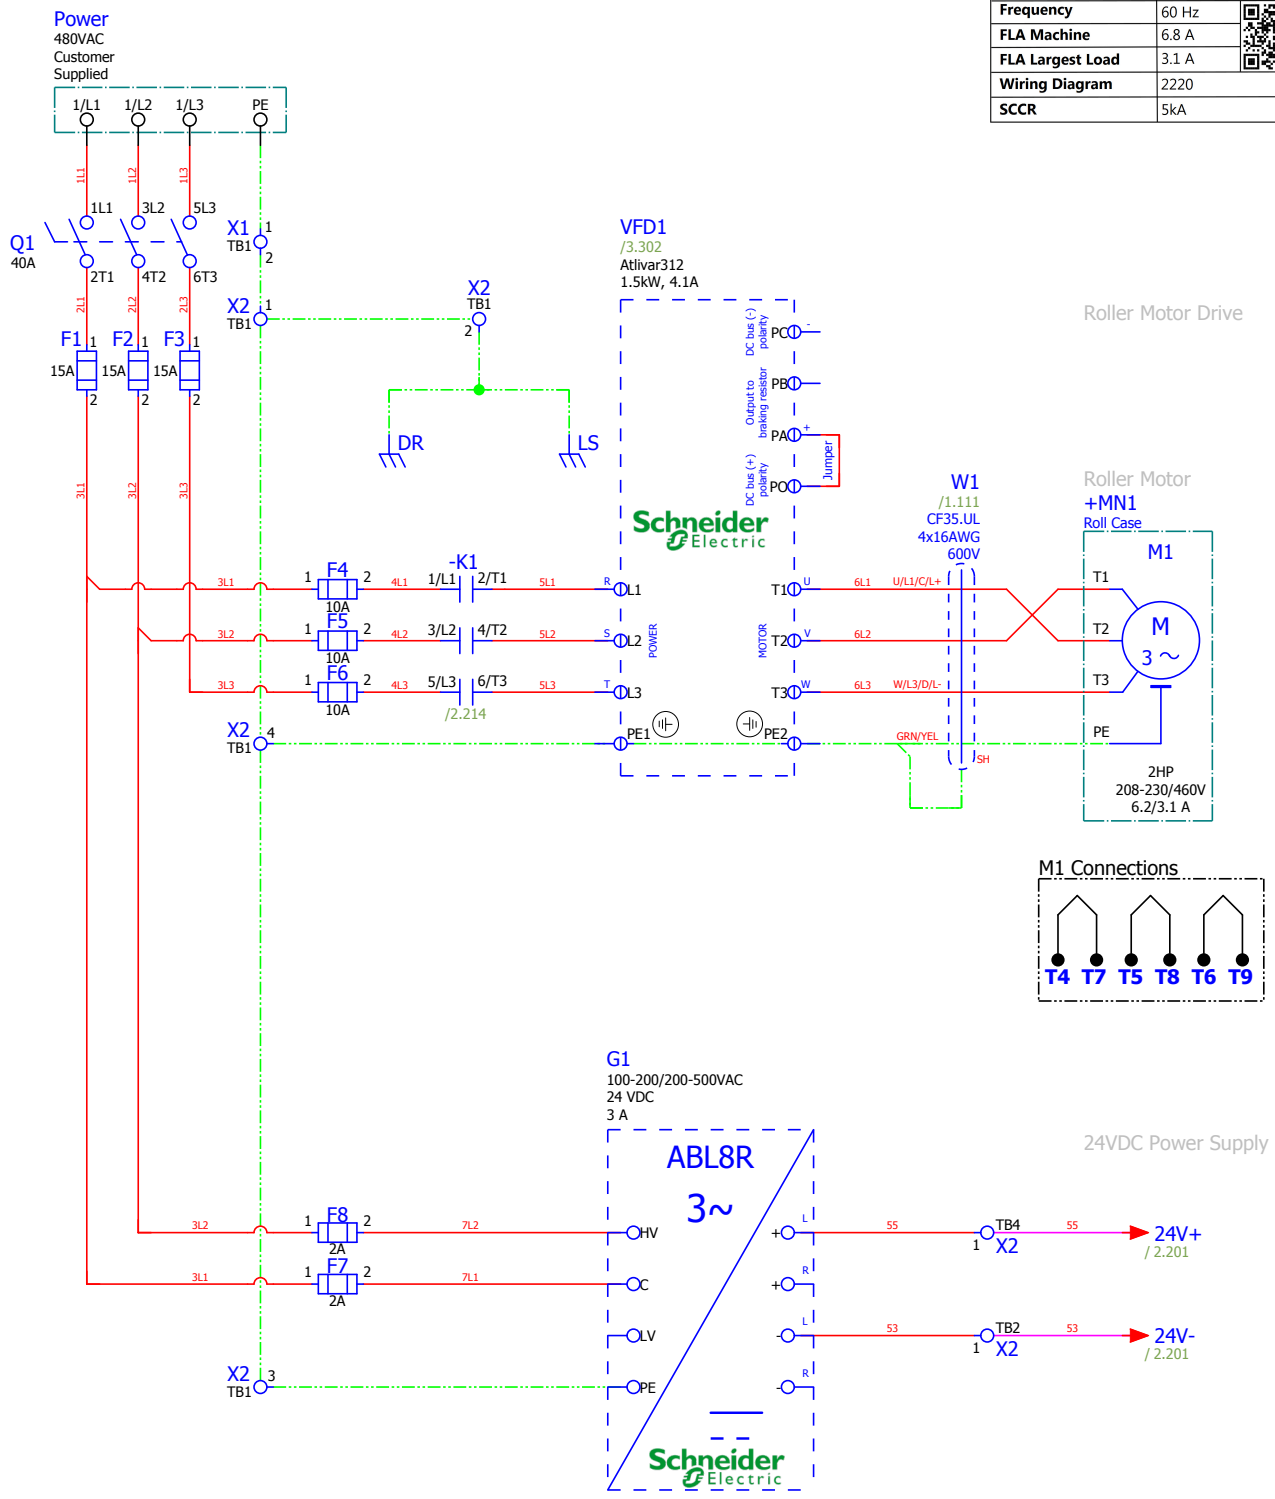 Frequency 60 Hz
FLA Machine 6.8 A
FLA Largest Load 3.1 A
Wiring Diagram 2220
SCCR 5kA
Power
480VAC
Customer
Supplied
1/L1 1/L2 1/L3 PE
1L1 1L2 1L3
1L1 3L2 5L3
Q1
40A
2T1 4T2 6T3
X1
TB1
1
2
2L1 2L2 2L3
X2
TB1
1
X2
TB1
2
F1 1 F2 1 F3 1
15A 15A 15A
2 2 2
DR LS
3L1 3L2 3L3
VFD1
/3.302
Atlivar312
1.5kW, 4.1A
Roller Motor Drive
DC bus (-)
polarity
PC -
Output to
braking resistor
PB
PA +
Jumper
DC bus (+)
polarity
PO
Schneider
Electric
W1
/1.111
CF35.UL
4x16AWG
600V
Roller Motor
+MN1
Roll Case
M1
3L1 1 F4 2 4L1 -K1 1/L1 2/T1 5L1 R L1 T1 U 6L1 U/L1/C/L+ T1
10A
3L2 1 F5 2 4L2 3/L2 4/T2 5L2 S L2 POWER MOTOR T2 V 6L2 T2 M
10A
3 ~
3L3 1 F6 2 4L3 5/L3 6/T3 5L3 T L3 T3 W 6L3 W/L3/D/L- T3
10A
/2.214
X2
TB1
4
PE1 PE2 GRN/YEL PE
SH
2HP
208-230/460V
6.2/3.1 A
M1 Connections
T4 T7 T5 T8 T6 T9
G1
100-200/200-500VAC
24 VDC
3 A
24VDC Power Supply
ABL8R
3~
3L2 1 F8 2 7L2 HV + L 55 TB4 55 24V+
2A
1 X2 / 2.201
3L1 1 F7 2 7L1 C + R
2A
LV - L 53 TB2 53 24V-
1 X2 / 2.201
X2
TB1
3
PE - R
Schneider
Electric